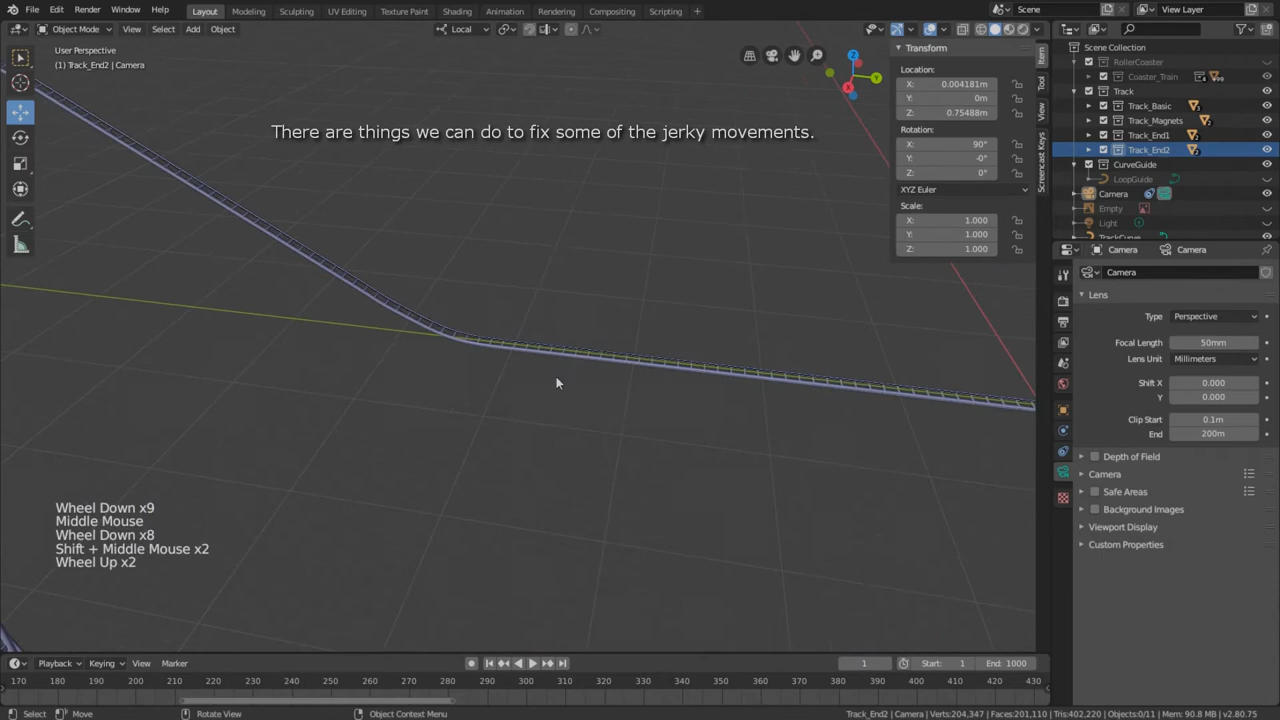 File Edit Render Window Help Layout Modeling Sculpting UV Editing Texture Paint Shading Animation Rendering Compositing Scripting + Scene View Layer
Object Mode View Select Add Object Local
User Perspective
(1) Track_End2 | Camera
There are things we can do to fix some of the jerky movements.
Transform
Location:
X: 0.004181m
Y: 0m
Z: 0.75488m
Rotation:
X: 90°
Y: -0°
Z: 0°
XYZ Euler
Scale:
X: 1.000
Y: 1.000
Z: 1.000
Item
Tool
View
Screencast Keys
Scene Collection
RollerCoaster
Coaster_Train
Track
Track_Basic
Track_Magnets
Track_End1
Track_End2
CurveGuide
LoopGuide
Camera
Empty
Light
TrackCurve
Camera Camera
Camera
Lens
Type Perspective
Focal Length 50mm
Lens Unit Millimeters
Shift X 0.000
Y 0.000
Clip Start 0.1m
End 200m
Depth of Field
Camera
Safe Areas
Background Images
Viewport Display
Custom Properties
Wheel Down x9
Middle Mouse
Wheel Down x8
Shift + Middle Mouse x2
Wheel Up x2
Playback Keying View Marker 1 Start: 1 End: 1000
170 180 190 200 210 220 230 240 250 260 270 280 290 300 310 320 330 340 350 360 370 380 390 400 410 420 430
Select Move Rotate View Object Context Menu Track_End2 | Camera | Verts:204,347 | Faces:201,110 | Tris:402,220 | Objects:0/11 | Mem: 90.8 MB | v2.80.75